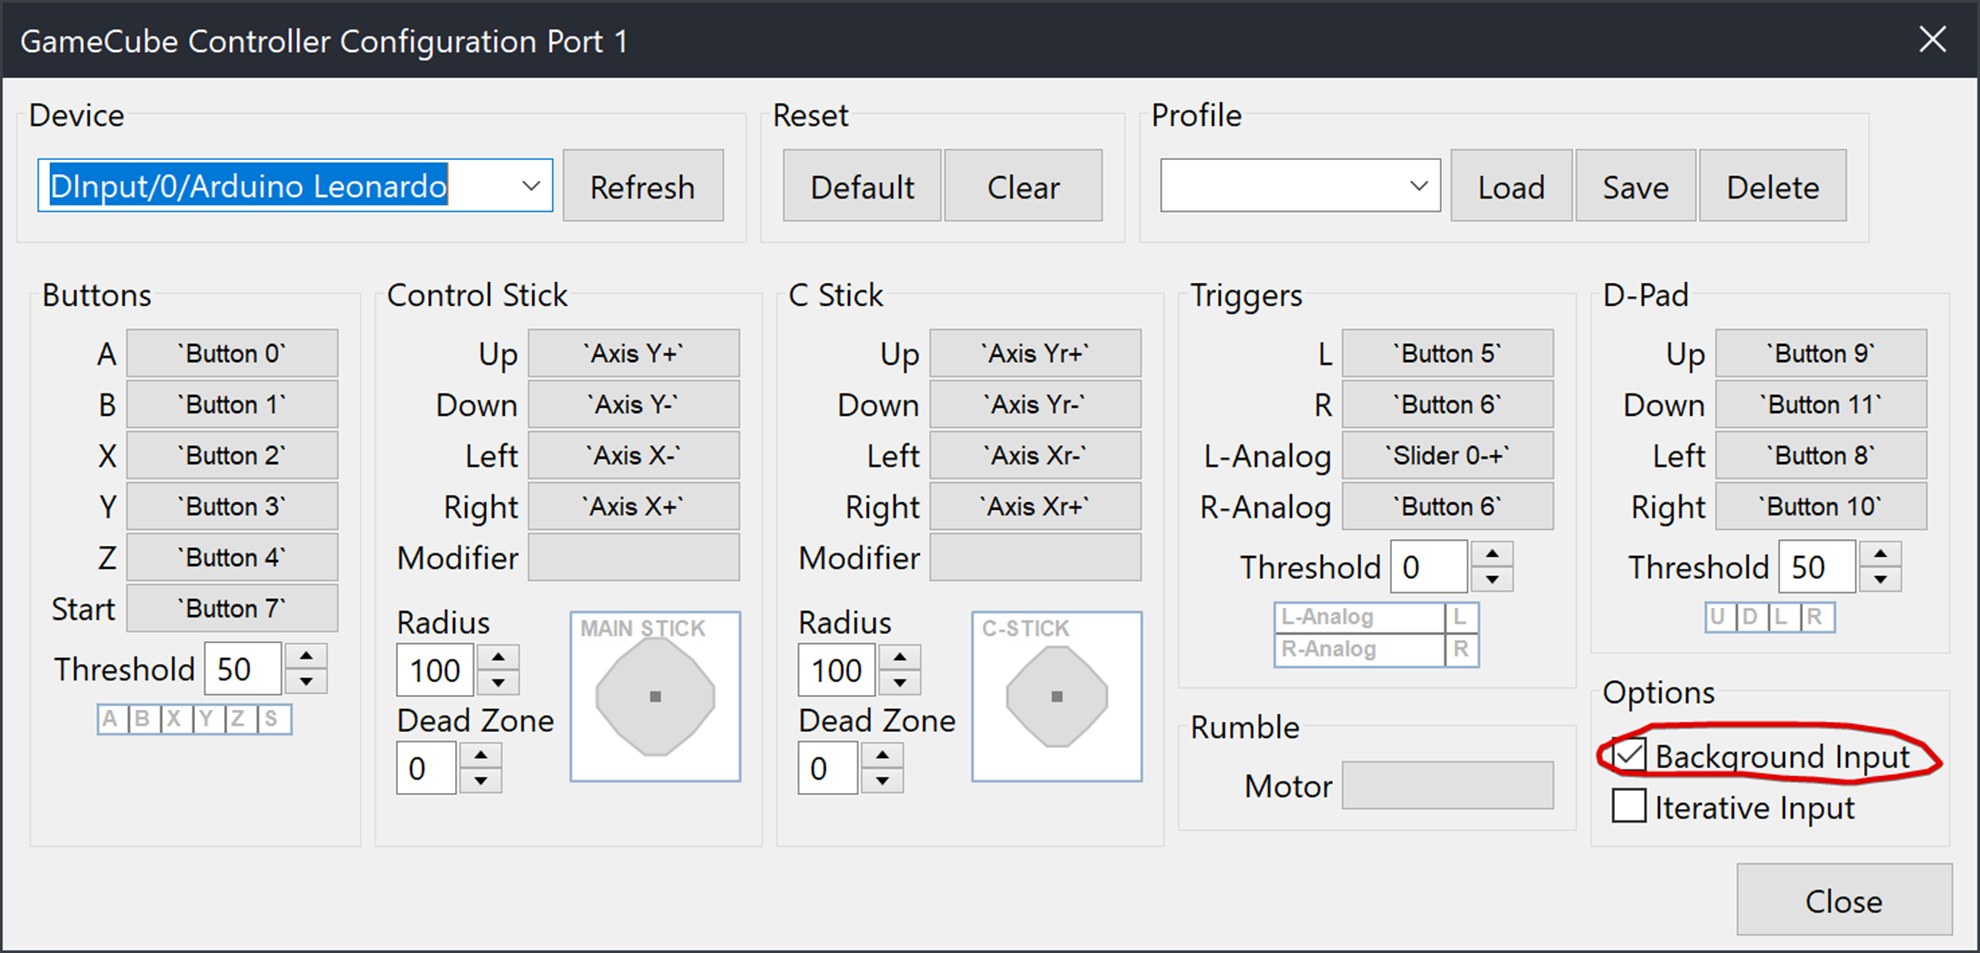 GameCube Controller Configuration Port 1
Device
DInput/0/Arduino Leonardo
Refresh
Reset
Default
Clear
Profile
Load
Save
Delete
Buttons
A `Button 0`
B `Button 1`
X `Button 2`
Y `Button 3`
Z `Button 4`
Start `Button 7`
Threshold 50
A B X Y Z S
Control Stick
Up `Axis Y+`
Down `Axis Y-`
Left `Axis X-`
Right `Axis X+`
Modifier
Radius
100
Dead Zone
0
MAIN STICK
C Stick
Up `Axis Yr+`
Down `Axis Yr-`
Left `Axis Xr-`
Right `Axis Xr+`
Modifier
Radius
100
Dead Zone
0
C-STICK
Triggers
L `Button 5`
R `Button 6`
L-Analog `Slider 0-+`
R-Analog `Button 6`
Threshold 0
L-Analog L
R-Analog R
Rumble
Motor
D-Pad
Up `Button 9`
Down `Button 11`
Left `Button 8`
Right `Button 10`
Threshold 50
U D L R
Options
Background Input
Iterative Input
Close